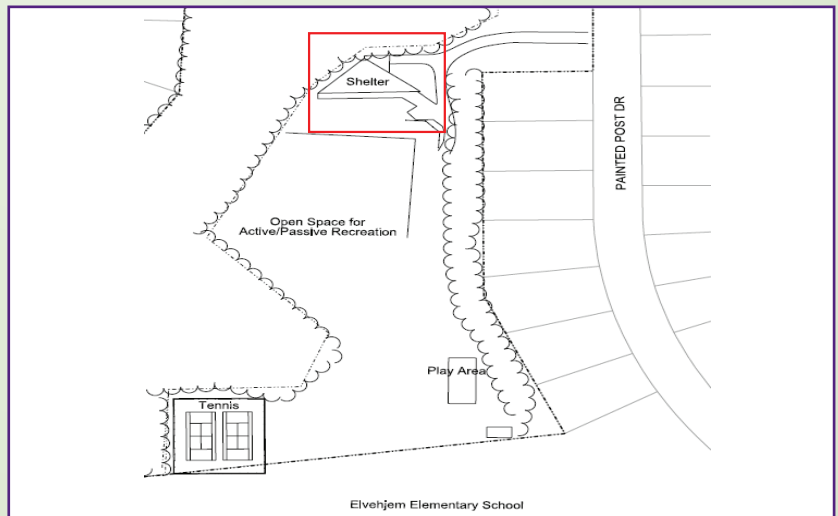 Shelter
PAINTED POST DR
Open Space for
Active/Passive Recreation
Play Area
Tennis
Elvehjem Elementary School